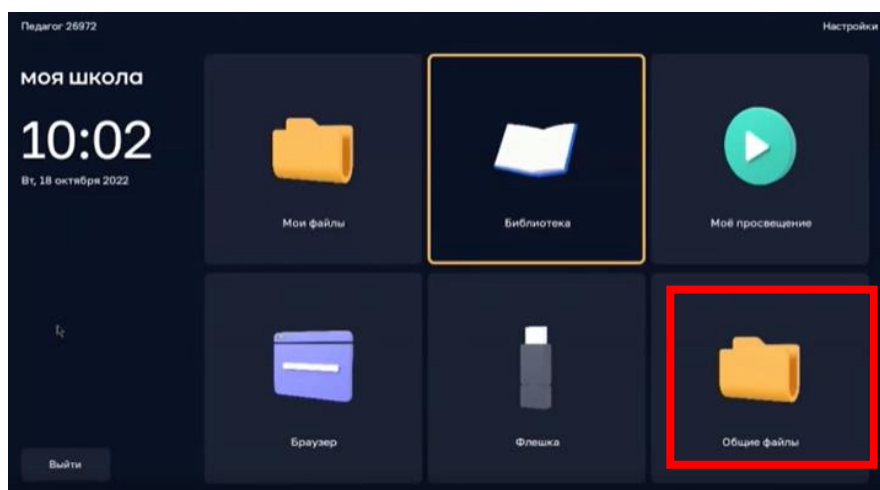 Педагог 26972
Настройки
моя школа
10:02
Вт, 18 октября 2022
Мои файлы
Библиотека
Моё просвещение
Браузер
Флешка
Общие файлы
Выйти